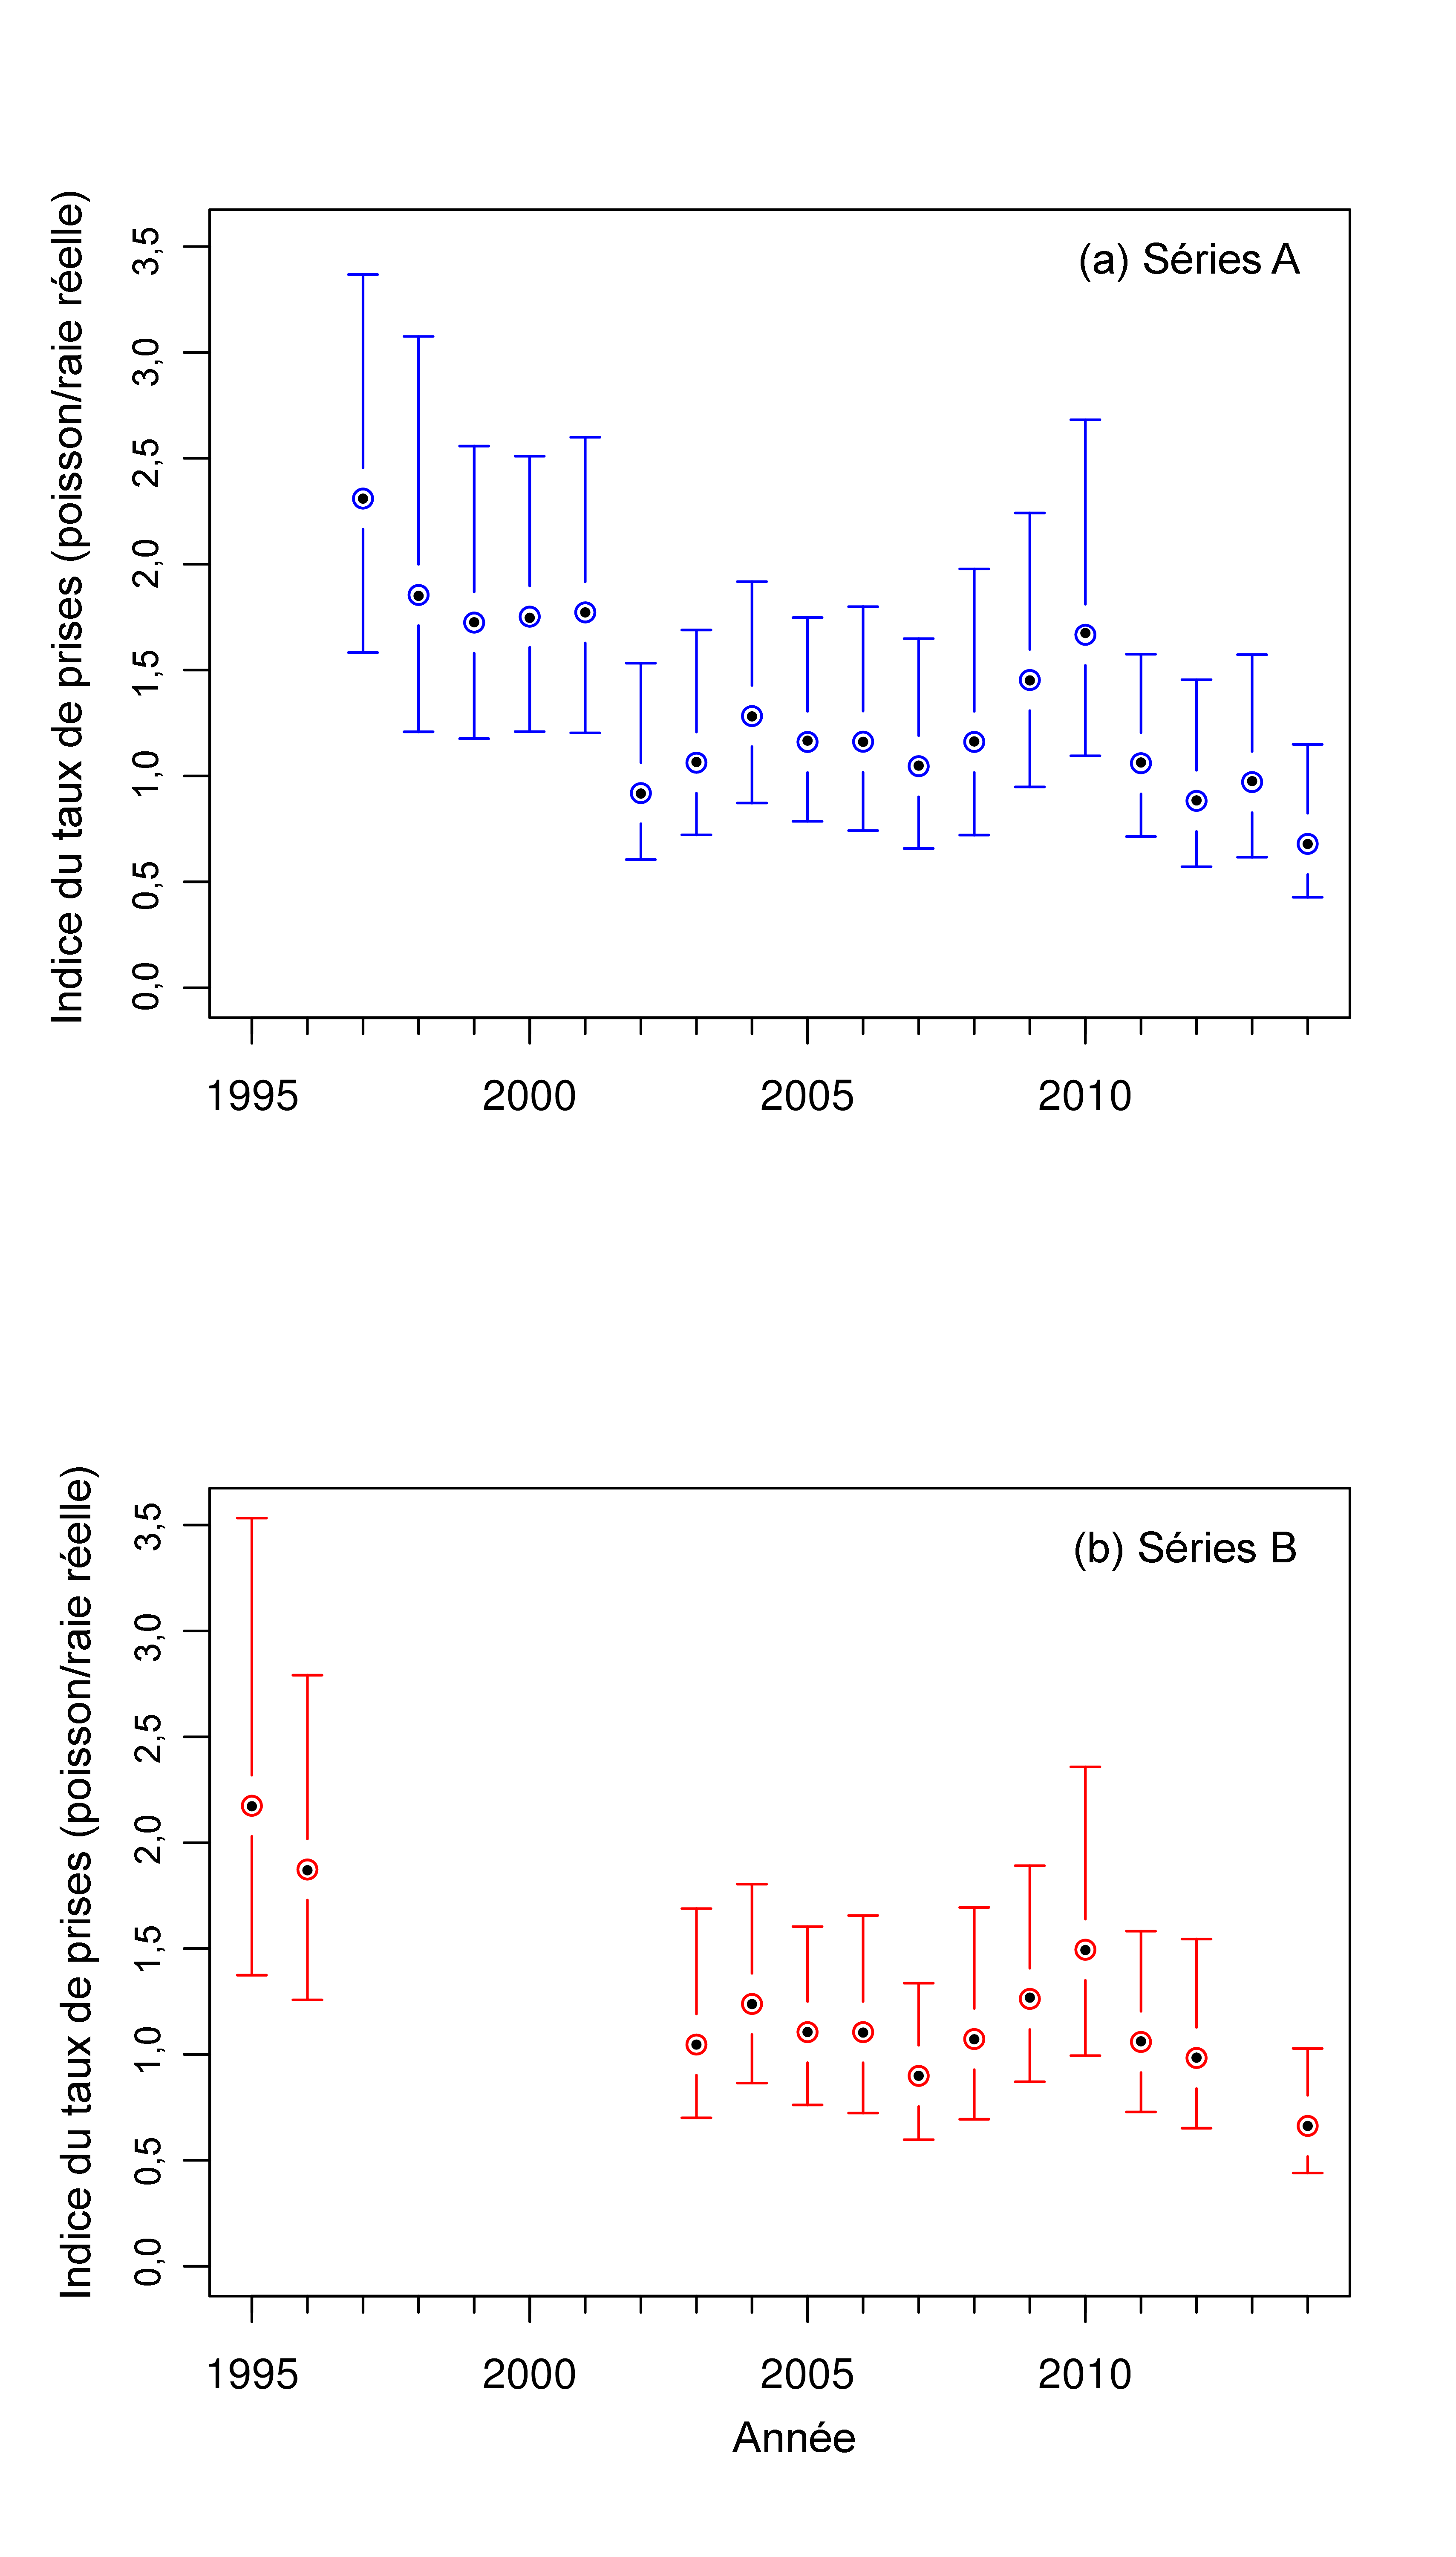 (a) Séries A
Indice du taux de prises (poisson/raie réelle)
3,5
3,0
2,5
2,0
1,5
1,0
0,5
0,0
1995 2000 2005 2010
(b) Séries B
Indice du taux de prises (poisson/raie réelle)
3,5
3,0
2,5
2,0
1,5
1,0
0,5
0,0
1995 2000 2005 2010
Année